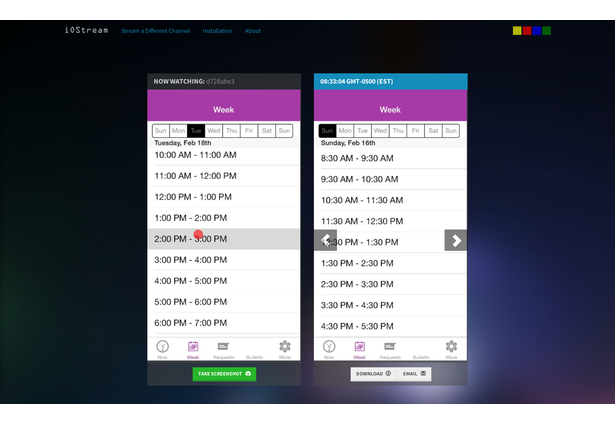 iOStream Stream a Different Channel Installation About
NOW WATCHING: d728abe3
Week
Sun Mon Tue Wed Thu Fri Sat Sun
Tuesday, Feb 18th
10:00 AM - 11:00 AM
11:00 AM - 12:00 PM
12:00 PM - 1:00 PM
1:00 PM - 2:00 PM
2:00 PM - 3:00 PM
3:00 PM - 4:00 PM
4:00 PM - 5:00 PM
5:00 PM - 6:00 PM
6:00 PM - 7:00 PM
Now Week Requests Bulletin More
TAKE SCREENSHOT
08:33:04 GMT-0500 (EST)
Week
Sun Mon Tue Wed Thu Fri Sat Sun
Sunday, Feb 16th
8:30 AM - 9:30 AM
9:30 AM - 10:30 AM
10:30 AM - 11:30 AM
11:30 AM - 12:30 PM
12:30 PM - 1:30 PM
1:30 PM - 2:30 PM
2:30 PM - 3:30 PM
3:30 PM - 4:30 PM
4:30 PM - 5:30 PM
Now Week Requests Bulletin More
DOWNLOAD EMAIL